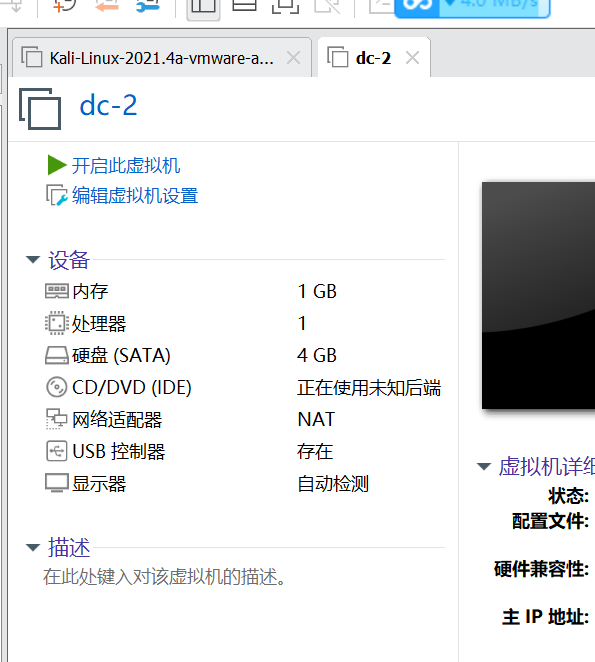 4.0 MB/s
Kali-Linux-2021.4a-vmware-a...
dc-2
dc-2
开启此虚拟机
编辑虚拟机设置
设备
内存 1 GB
处理器 1
硬盘 (SATA) 4 GB
CD/DVD (IDE) 正在使用未知后端
网络适配器 NAT
USB 控制器 存在
显示器 自动检测
描述
在此处键入对该虚拟机的描述。
虚拟机详细
状态:
配置文件:
硬件兼容性:
主 IP 地址: